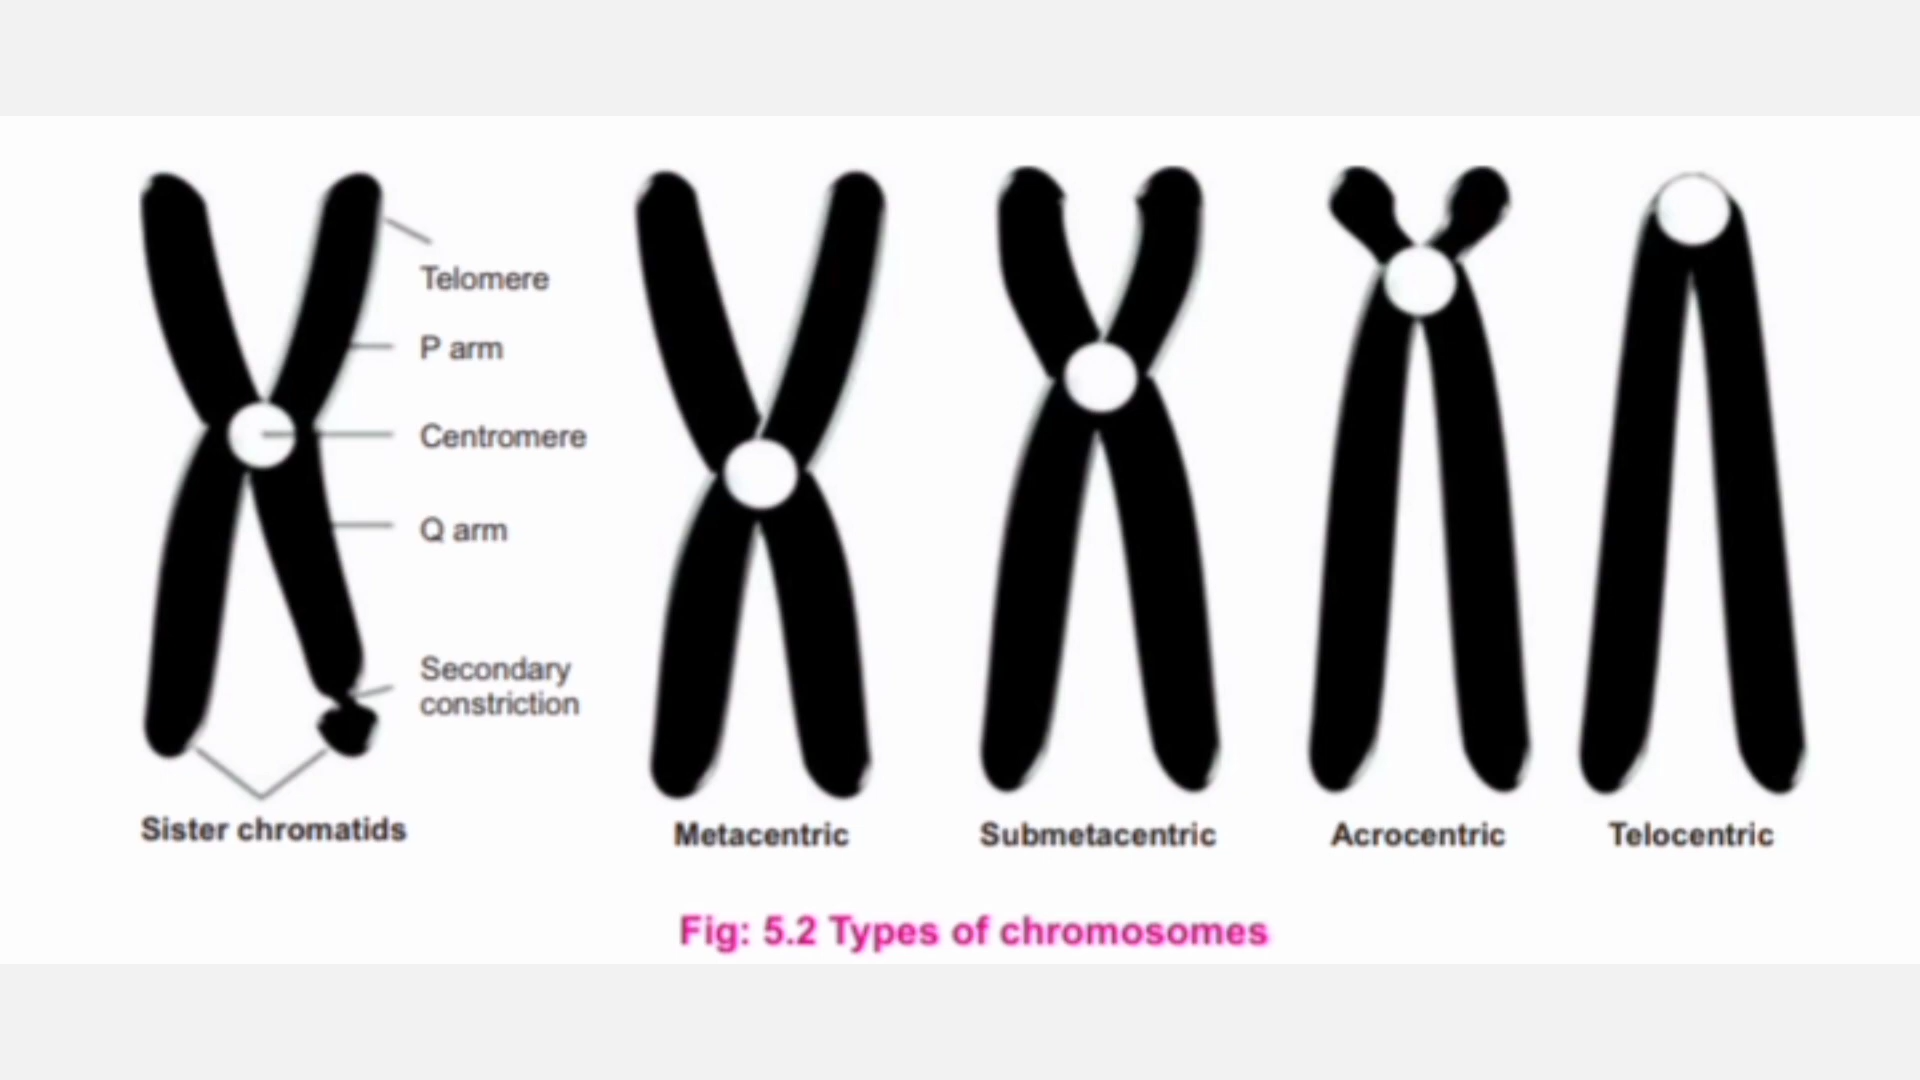 Telomere
P arm
Centromere
Q arm
Secondary
constriction
Sister chromatids
Metacentric
Submetacentric
Acrocentric
Telocentric
Fig: 5.2 Types of chromosomes